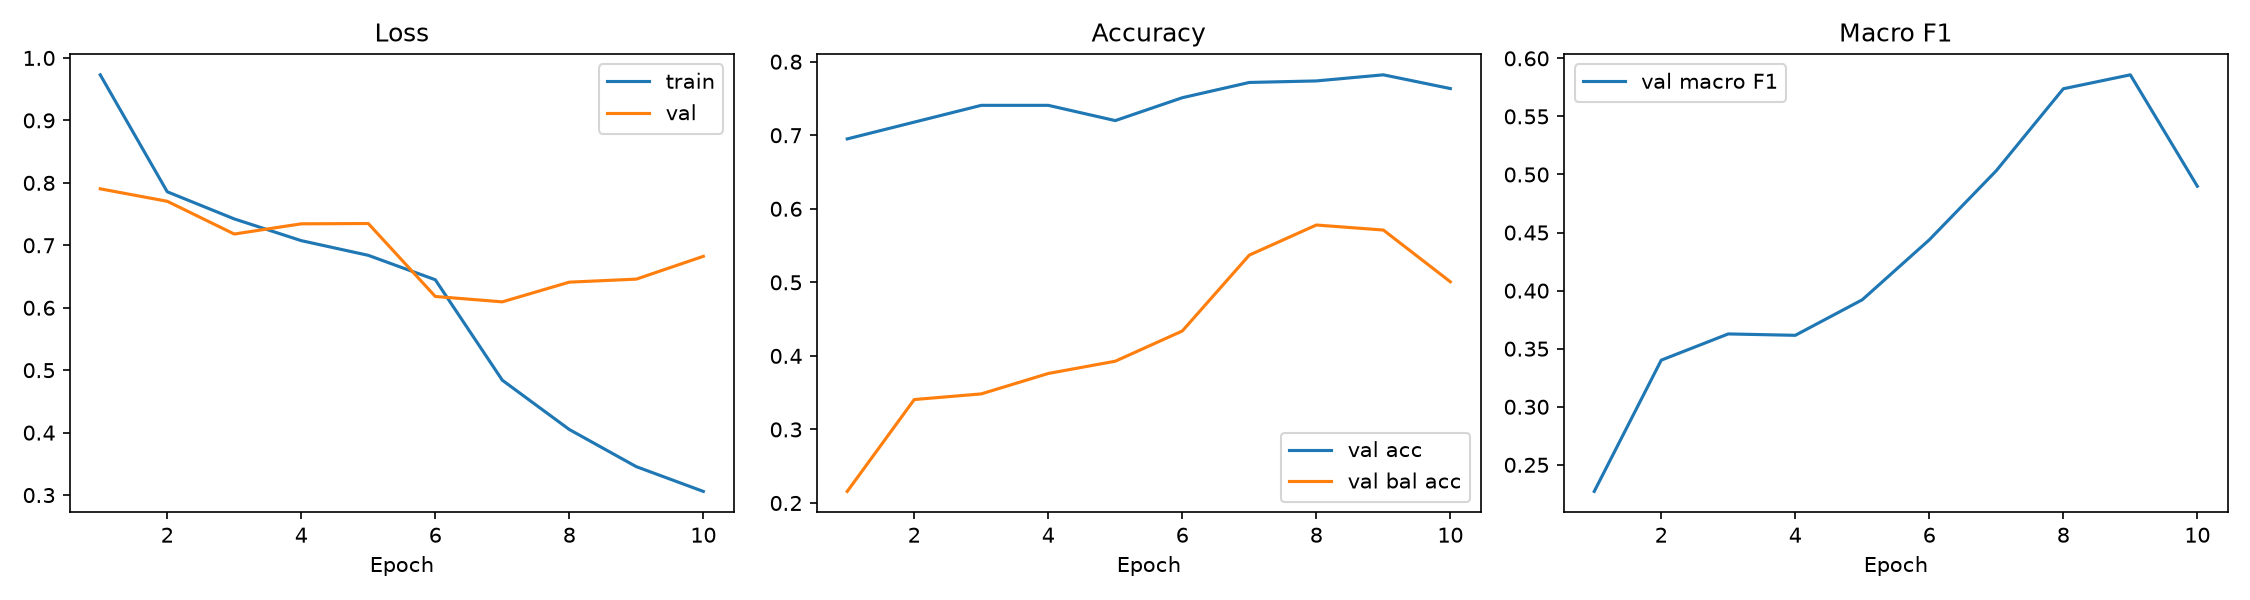 Loss
1.0
0.9
0.8
0.7
0.6
0.5
0.4
0.3
train
val
2 4 6 8 10
Epoch
Accuracy
0.8
0.7
0.6
0.5
0.4
0.3
0.2
val acc
val bal acc
2 4 6 8 10
Epoch
Macro F1
0.60
0.55
0.50
0.45
0.40
0.35
0.30
0.25
val macro F1
2 4 6 8 10
Epoch